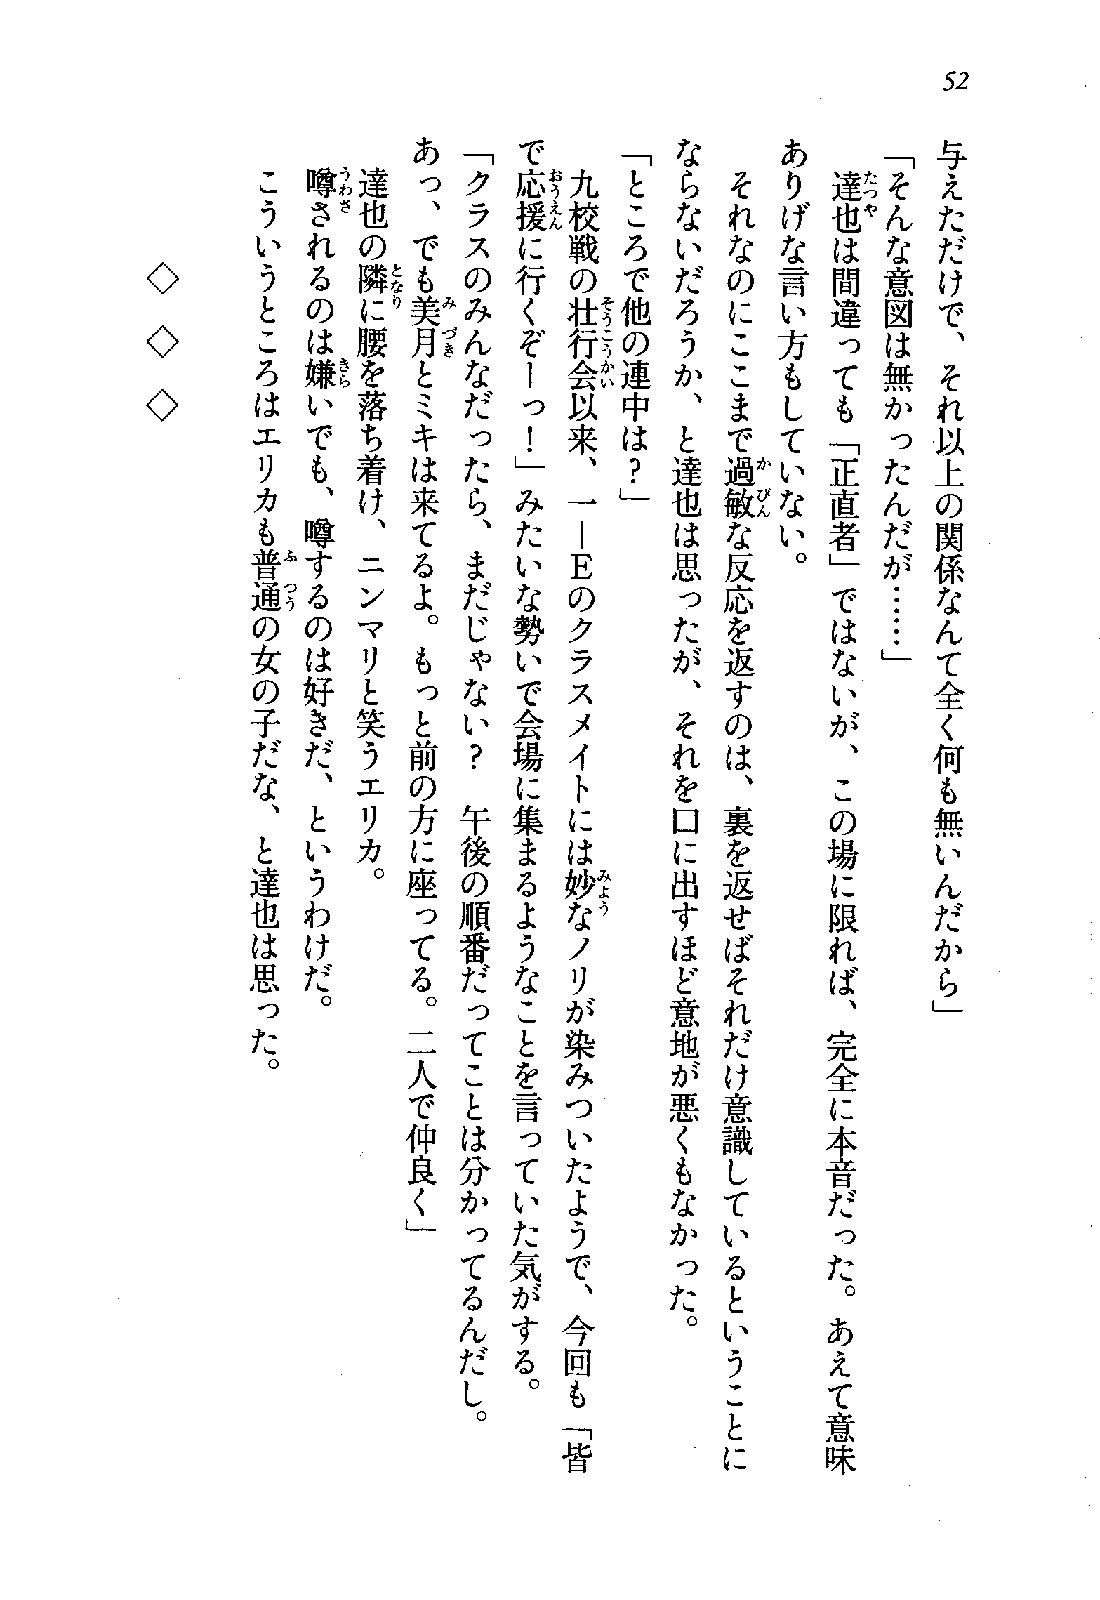 52
与えただけで、それ以上の関係なんて全く何も無いんだから」
「そんな意図は無かったんだが……」
達也は間違っても「正直者」ではないが、この場に限れば、完全に本音だった。あえて意味
ありげな言い方もしていない。
それなのにここまで過敏な反応を返すのは、裏を返せばそれだけ意識しているということに
ならないだろうか、と達也は思ったが、それを口に出すほど意地が悪くもなかった。
「ところで他の連中は？」
九校戦の壮行会以来、一―Eのクラスメイトには妙なノリが染みついたようで、今回も「皆
で応援に行くぞーっ！」みたいな勢いで会場に集まるようなことを言っていた気がする。
「クラスのみんなだったら、まだじゃない？　午後の順番だってことは分かってるんだし。
あっ、でも美月とミキは来てるよ。もっと前の方に座ってる。二人で仲良く」
達也の隣に腰を落ち着け、ニンマリと笑うエリカ。
噂されるのは嫌いでも、噂するのは好きだ、というわけだ。
こういうところはエリカも普通の女の子だな、と達也は思った。
◇　◇　◇